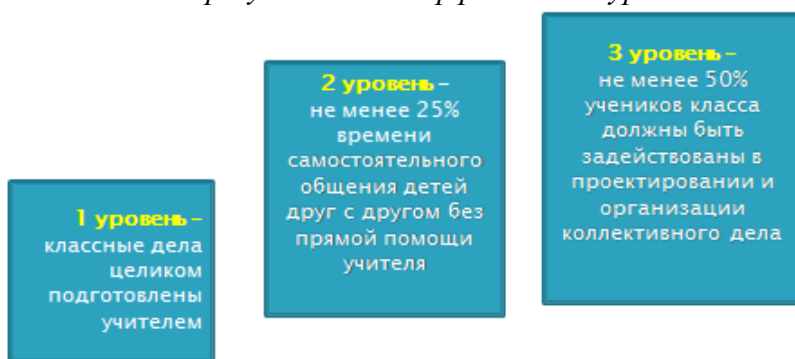 1 уровень –
классные дела
целиком
подготовлены
учителем
2 уровень –
не менее 25%
времени
самостоятельного
общения детей
друг с другом без
прямой помощи
учителя
3 уровень –
не менее 50%
учеников класса
должны быть
задействованы в
проектировании и
организации
коллективного дела